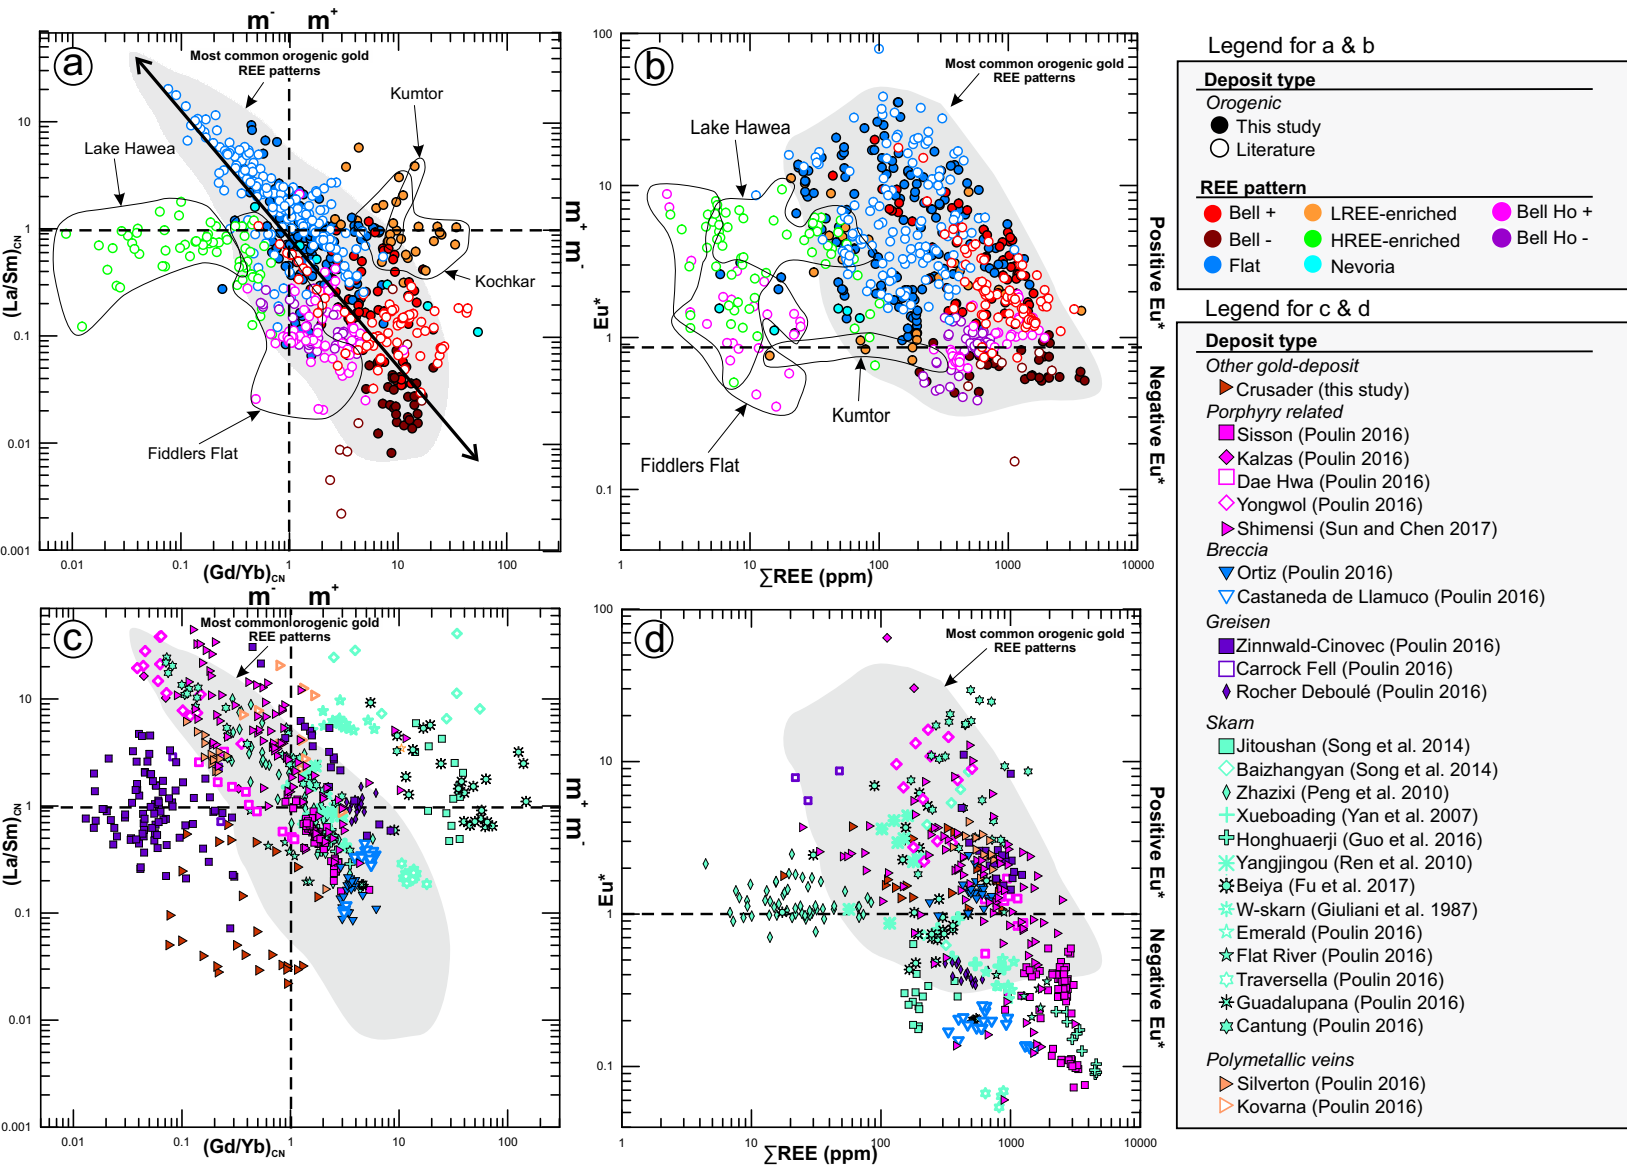 m⁻ m⁺
a
Most common orogenic gold
REE patterns
Kumtor
Lake Hawea
Kochkar
Fiddlers Flat
(La/Sm)CN
10
1
0.1
0.01
0.001
0.01 0.1 1 10 100
(Gd/Yb)CN
m⁺
m⁻
b
Most common orogenic gold
REE patterns
Lake Hawea
Kumtor
Fiddlers Flat
Eu*
100
10
1
0.1
1 10 100 1000 10000
∑REE (ppm)
Positive Eu*
Negative Eu*
m⁻ m⁺
c
Most common orogenic gold
REE patterns
(La/Sm)CN
10
1
0.1
0.01
0.001
0.01 0.1 1 10 100
(Gd/Yb)CN
m⁺
m⁻
d
Most common orogenic gold
REE patterns
Eu*
100
10
1
0.1
1 10 100 1000 10000
∑REE (ppm)
Positive Eu*
Negative Eu*
Legend for a & b
Deposit type
Orogenic
This study
Literature
REE pattern
Bell + LREE-enriched Bell Ho +
Bell - HREE-enriched Bell Ho -
Flat Nevoria
Legend for c & d
Deposit type
Other gold-deposit
Crusader (this study)
Porphyry related
Sisson (Poulin 2016)
Kalzas (Poulin 2016)
Dae Hwa (Poulin 2016)
Yongwol (Poulin 2016)
Shimensi (Sun and Chen 2017)
Breccia
Ortiz (Poulin 2016)
Castaneda de Llamuco (Poulin 2016)
Greisen
Zinnwald-Cinovec (Poulin 2016)
Carrock Fell (Poulin 2016)
Rocher Deboulé (Poulin 2016)
Skarn
Jitoushan (Song et al. 2014)
Baizhangyan (Song et al. 2014)
Zhazixi (Peng et al. 2010)
Xueboading (Yan et al. 2007)
Honghuaerji (Guo et al. 2016)
Yangjingou (Ren et al. 2010)
Beiya (Fu et al. 2017)
W-skarn (Giuliani et al. 1987)
Emerald (Poulin 2016)
Flat River (Poulin 2016)
Traversella (Poulin 2016)
Guadalupana (Poulin 2016)
Cantung (Poulin 2016)
Polymetallic veins
Silverton (Poulin 2016)
Kovarna (Poulin 2016)